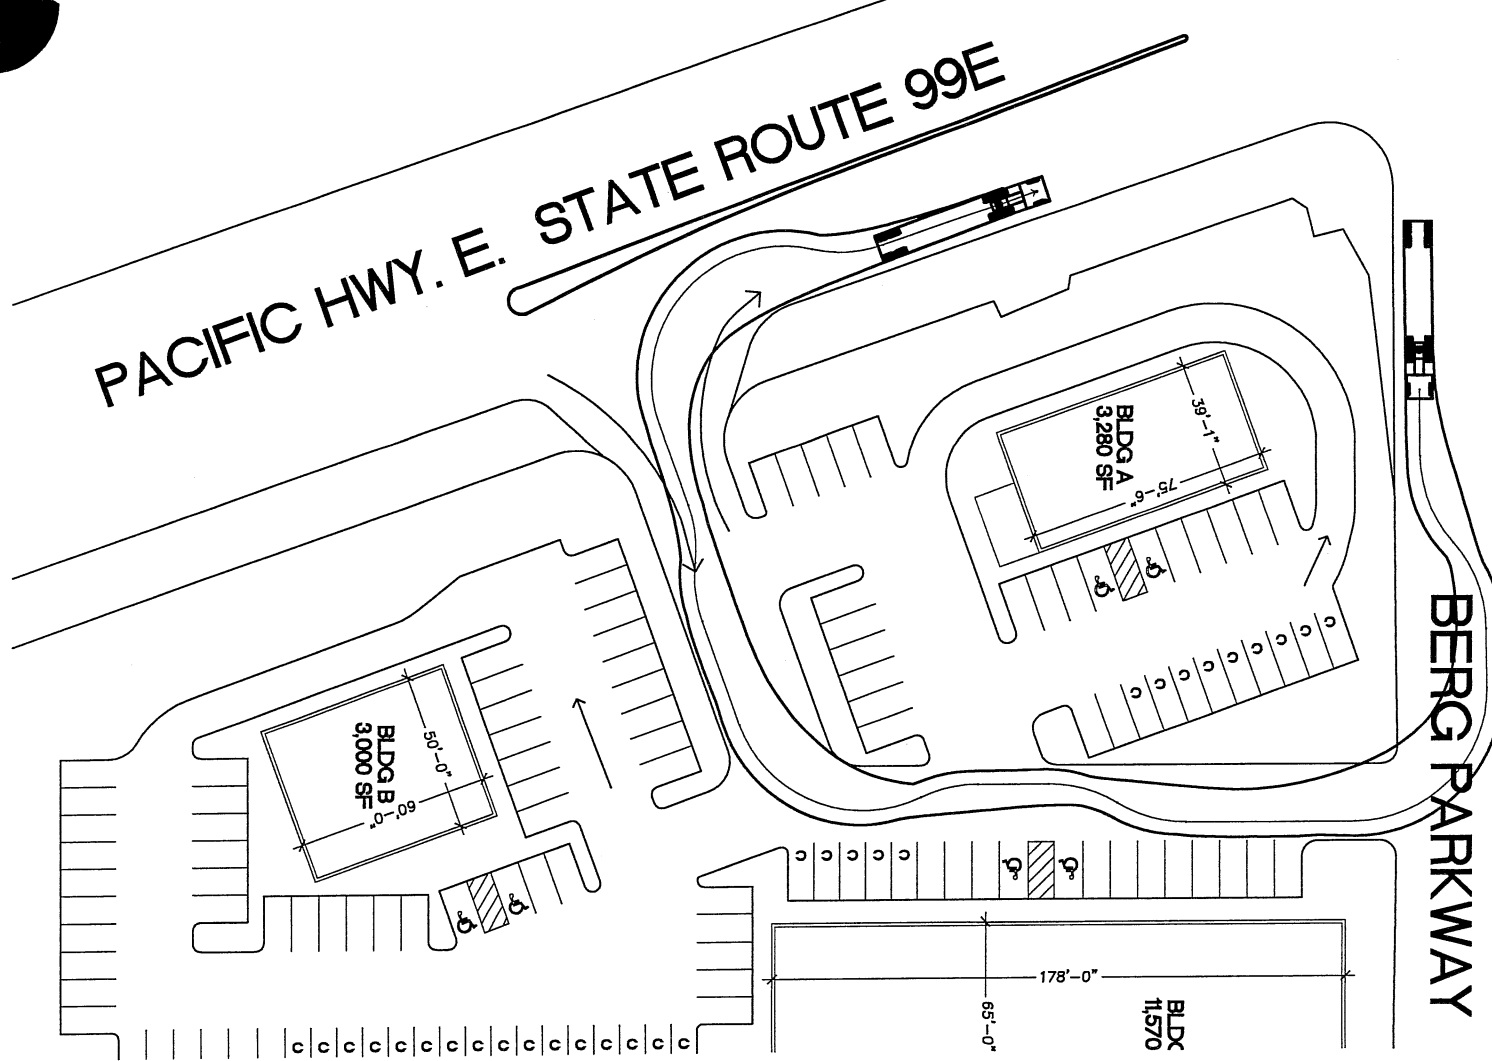 PACIFIC HWY. E. STATE ROUTE 99E
BERG PARKWAY
BLDG A
3,280 SF
39'-1"
75'-6"
C C C C C C C C C
BLDG B
3,000 SF
50'-0"
60'-0"
C C C C C
178'-0"
65'-0"
11,570
C C C C C C C C C C C C C C C C